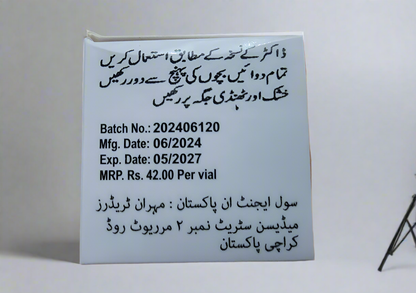 ڈاکٹر کے نسخہ کے مطابق استعمال کریں
تمام دوائیں بچوں کی پہنچ سے دور رکھیں
خشک اور ٹھنڈی جگہ پر رکھیں
Batch No.: 202406120
Mfg. Date: 06/2024
Exp. Date: 05/2027
MRP. Rs. 42.00 Per vial
سول ایجنٹ ان پاکستان : مہران ٹریڈرز
میڈیسن سٹریٹ نمبر ۲ مرریوٹ روڈ
کراچی پاکستان